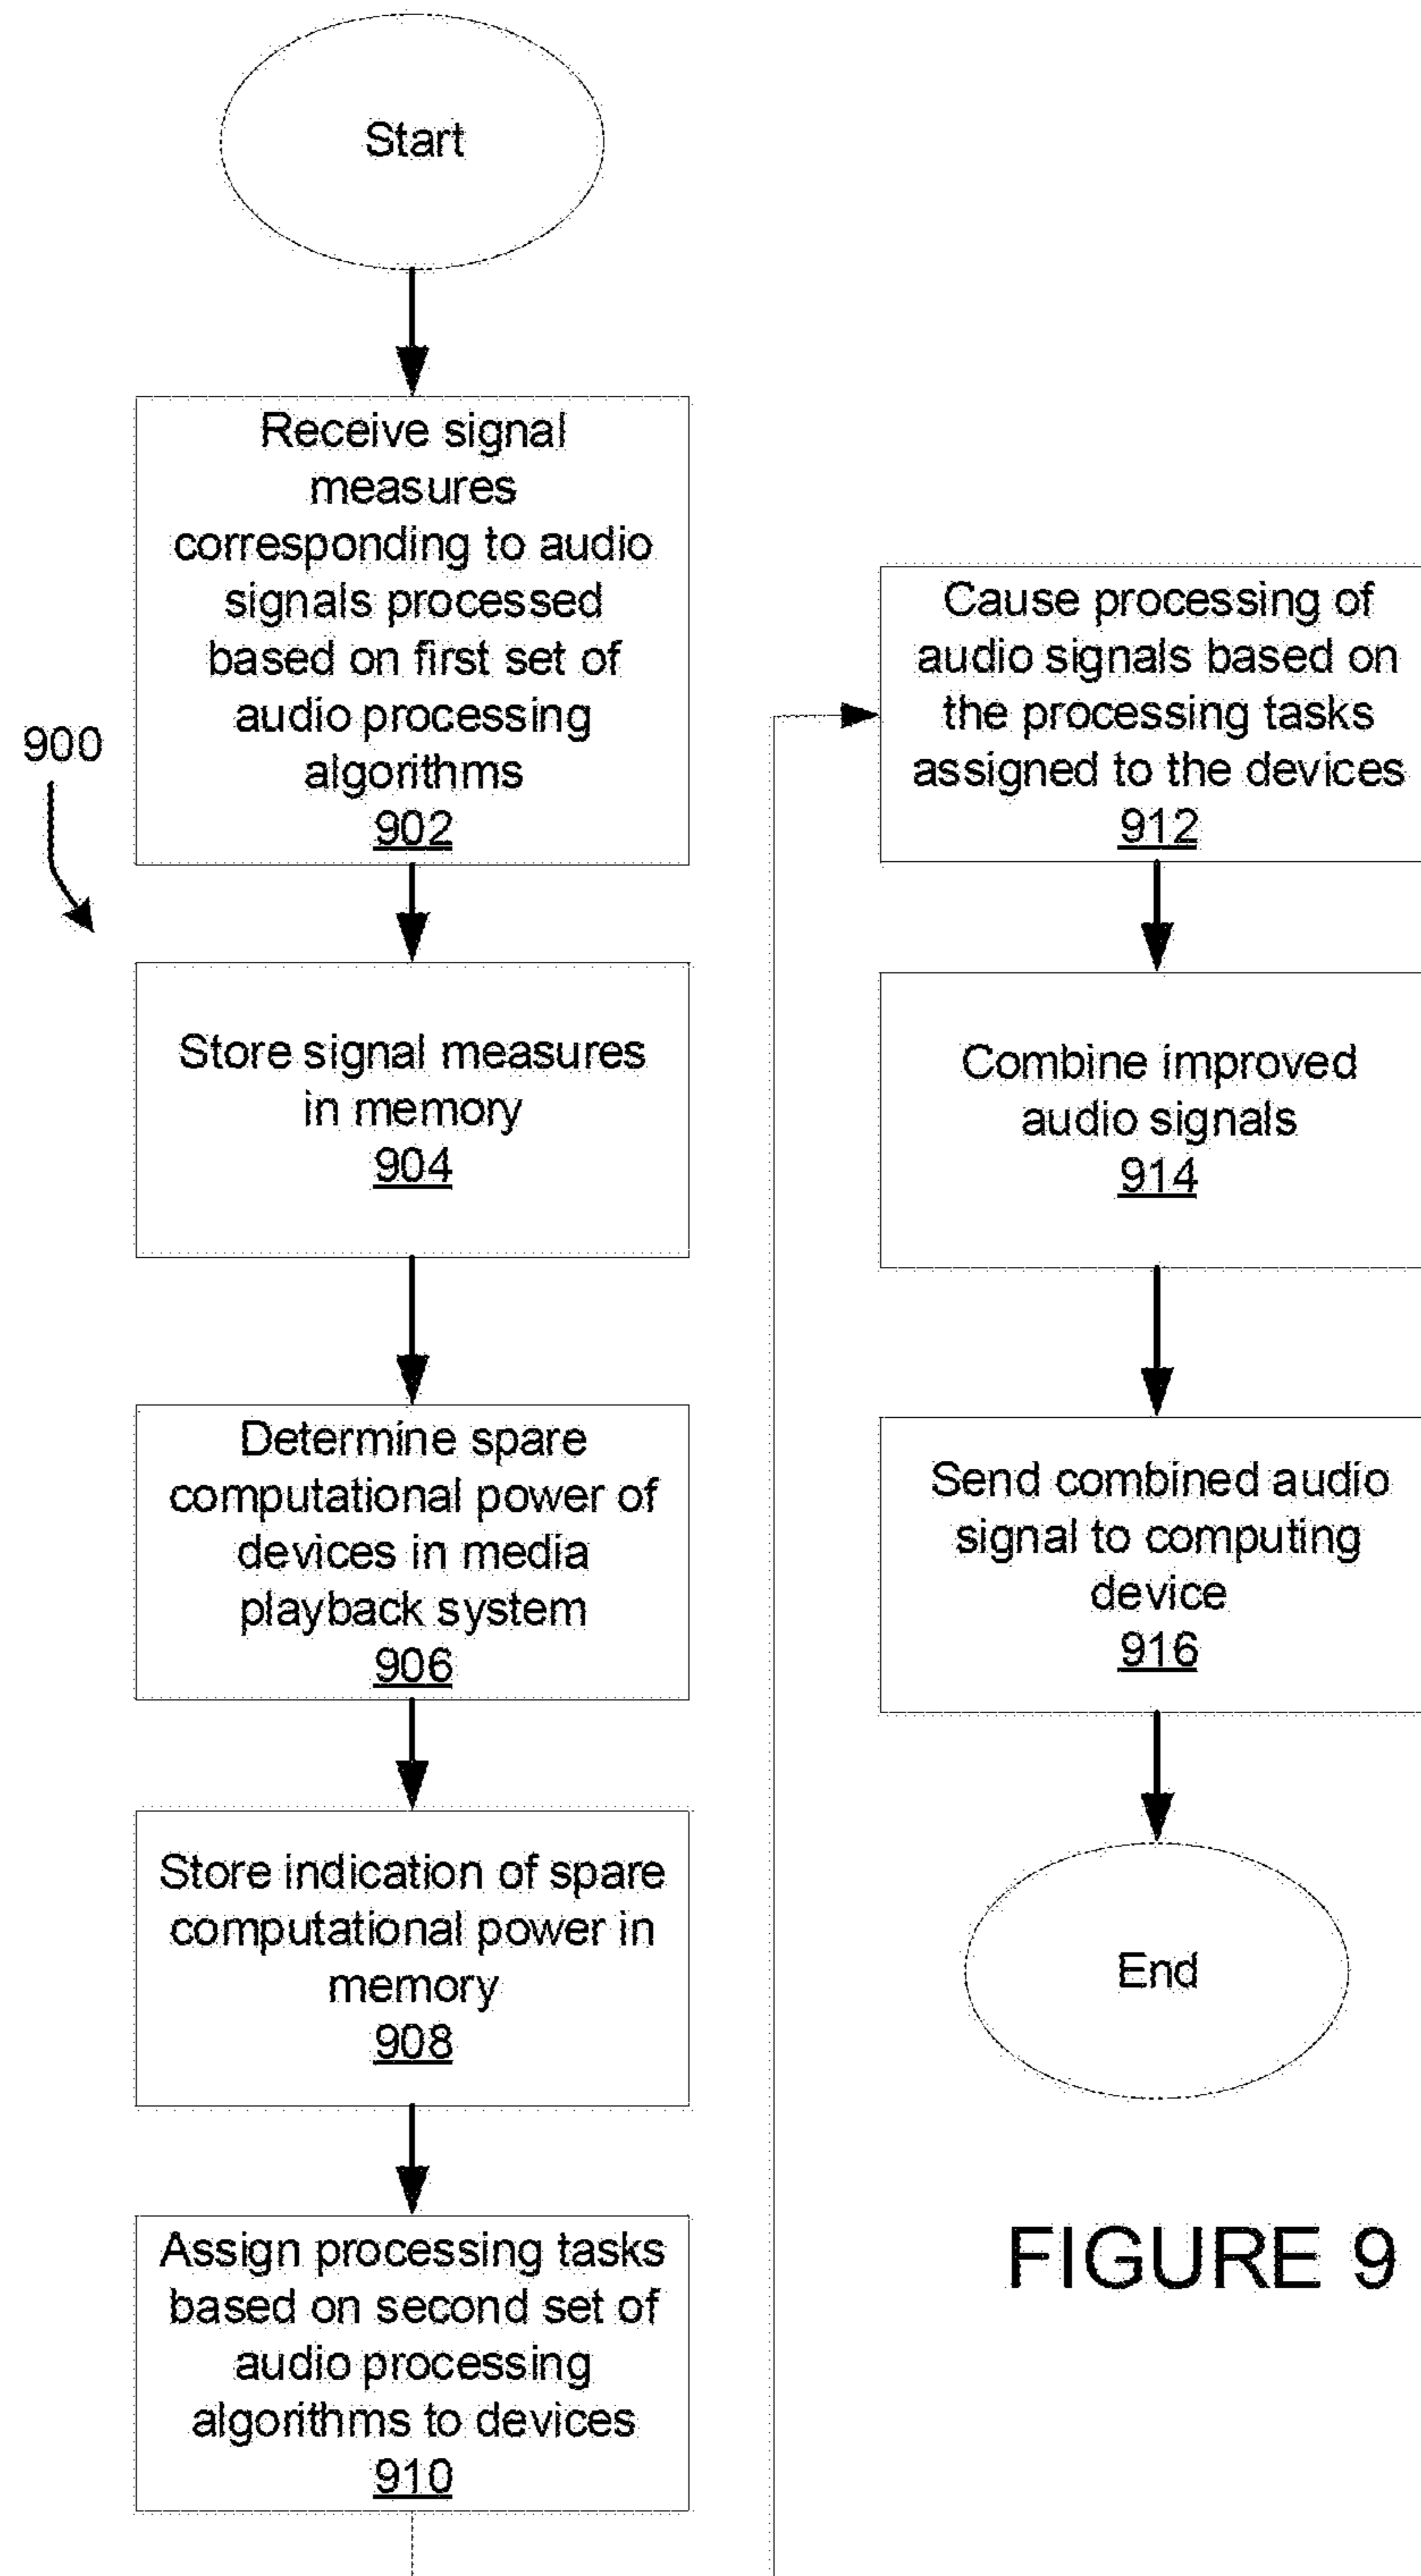 Start
Receive signal
measures
corresponding to audio
signals processed
based on first set of
audio processing
algorithms
902
900
Store signal measures
in memory
904
Determine spare
computational power of
devices in media
playback system
906
Store indication of spare
computational power in
memory
908
Assign processing tasks
based on second set of
audio processing
algorithms to devices
910
Cause processing of
audio signals based on
the processing tasks
assigned to the devices
912
Combine improved
audio signals
914
Send combined audio
signal to computing
device
916
End
FIGURE 9